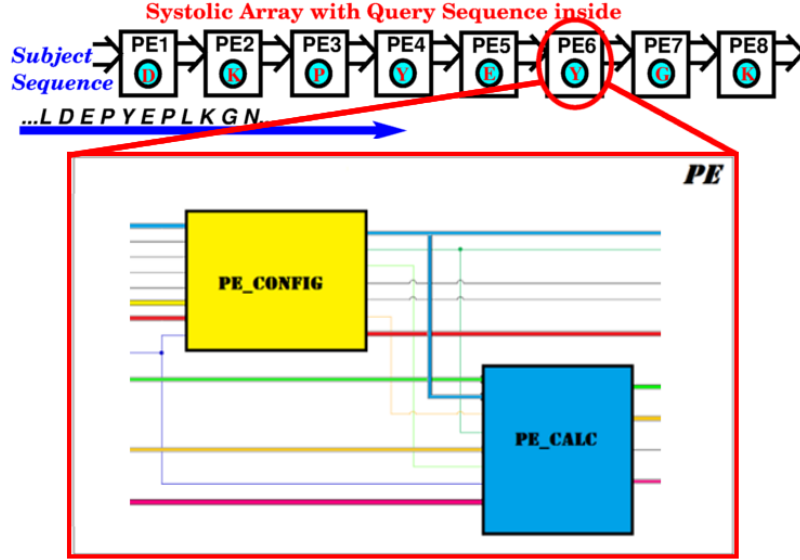 Systolic Array with Query Sequence inside
Subject
Sequence
PE1 PE2 PE3 PE4 PE5 PE6 PE7 PE8
D K P Y E Y G K
...L D E P Y E P L K G N...
PE
PE_CONFIG
PE_CALC